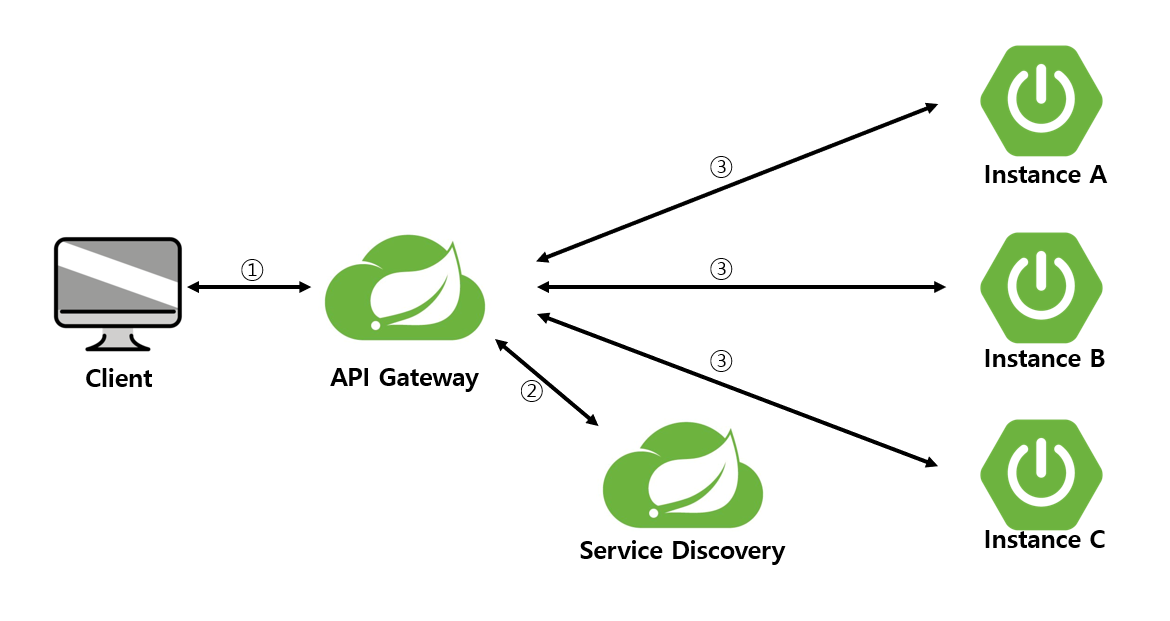 ③
Instance A
①
③
Instance B
③
Client
API Gateway
②
Service Discovery
Instance C